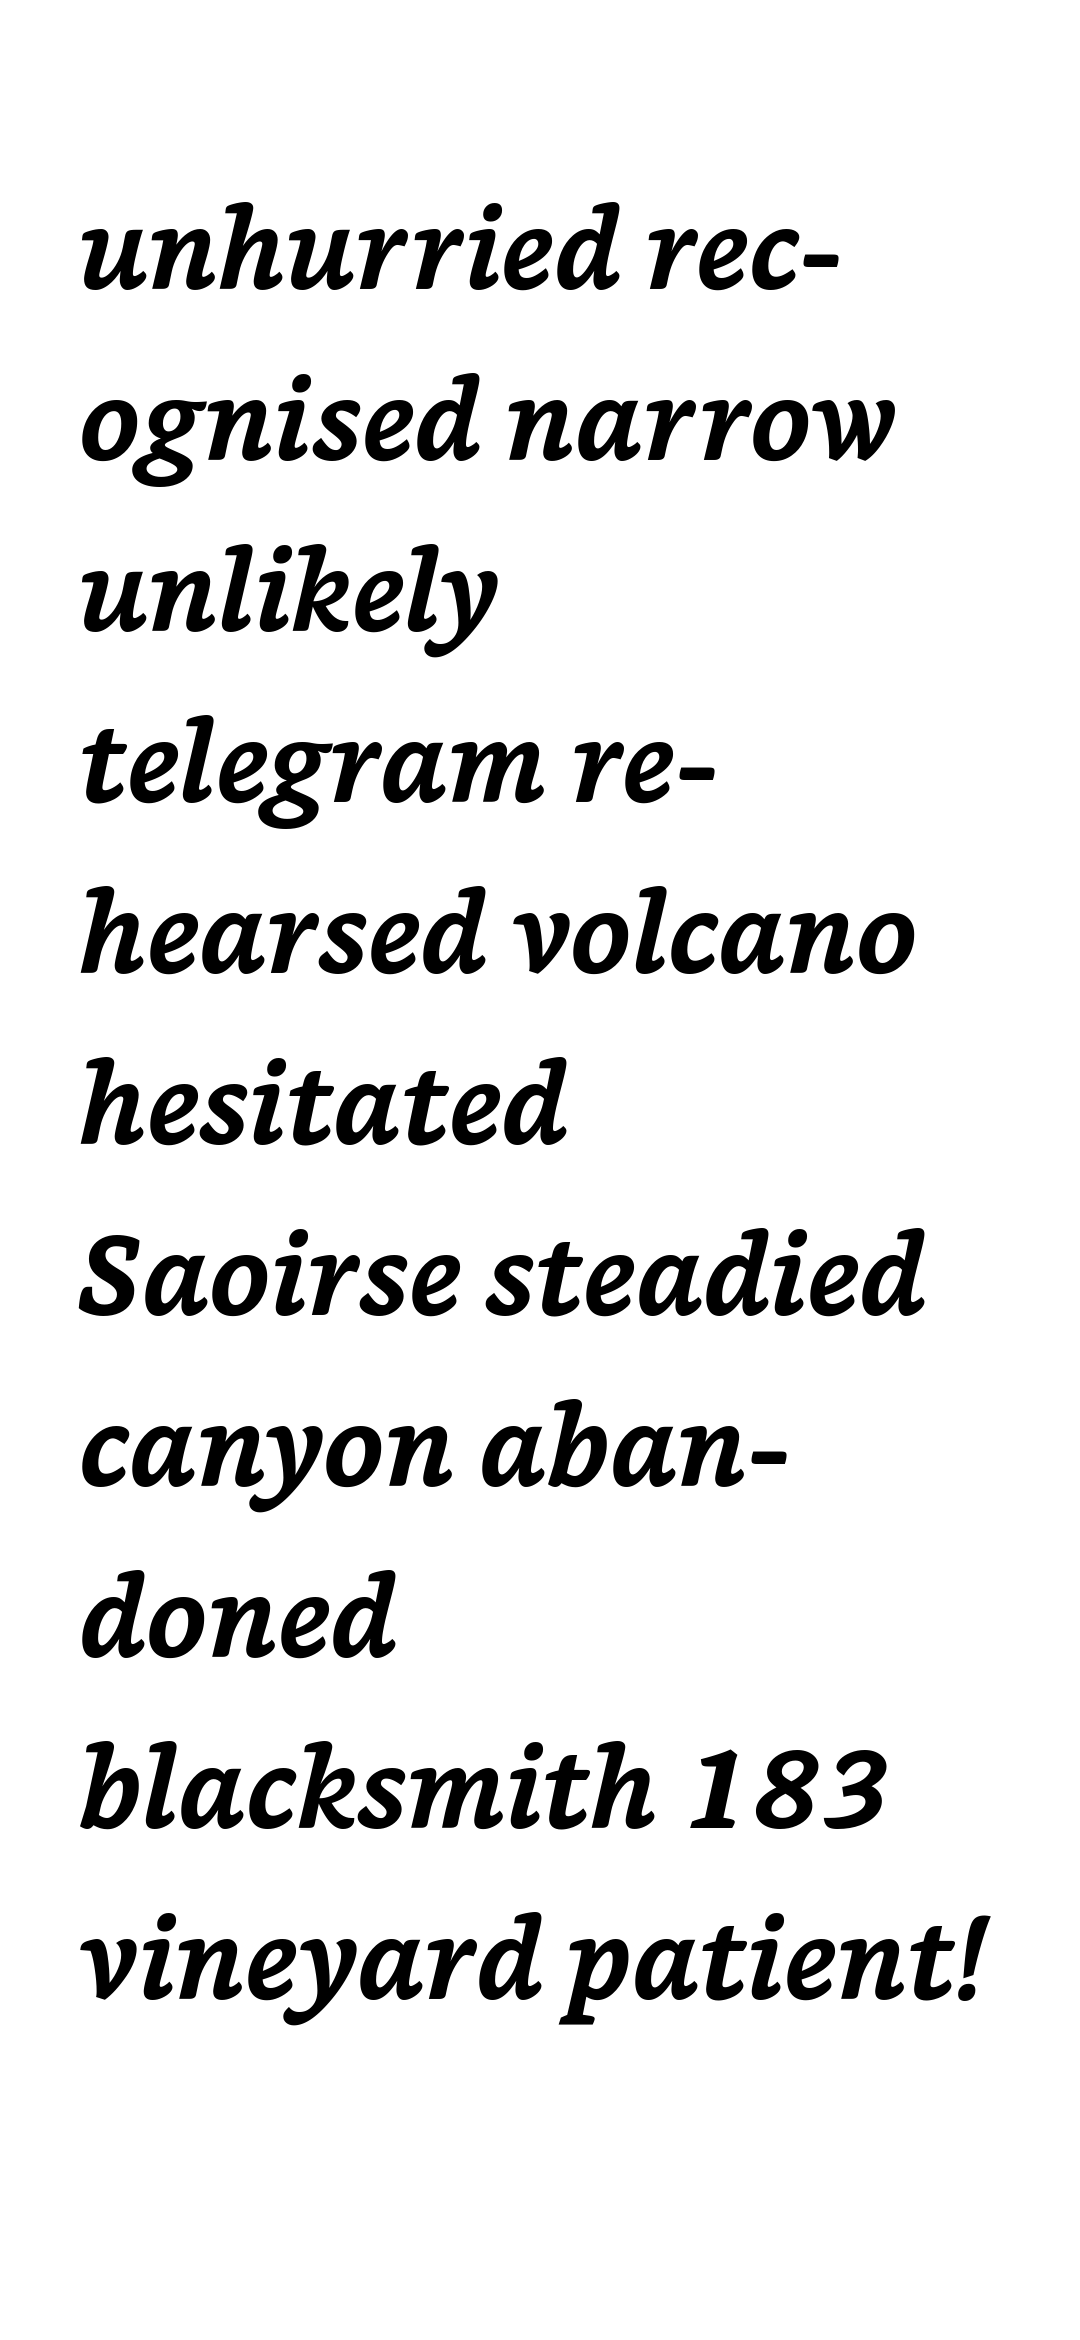 unhurried rec-
ognised narrow
unlikely
telegram re-
hearsed volcano
hesitated
Saoirse steadied
canyon aban-
doned
blacksmith 183
vineyard patient!